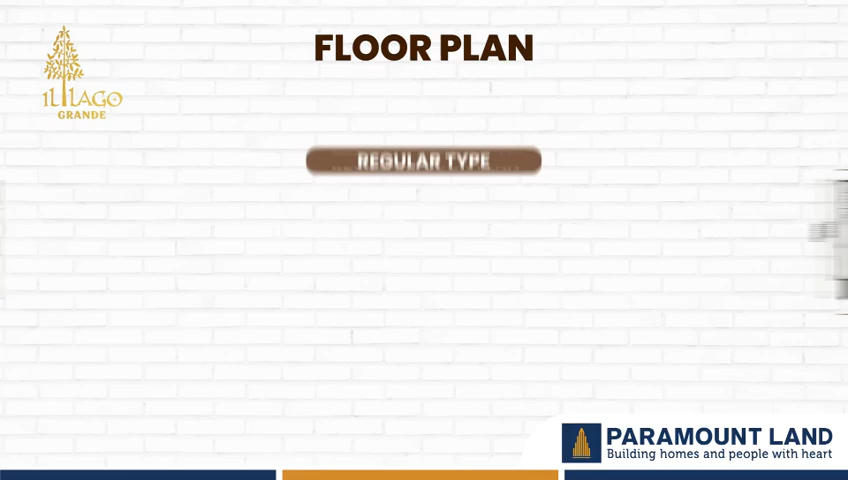 FLOOR PLAN
IL LAGO
GRANDE
REGULAR TYPE
PARAMOUNT LAND
Building homes and people with heart